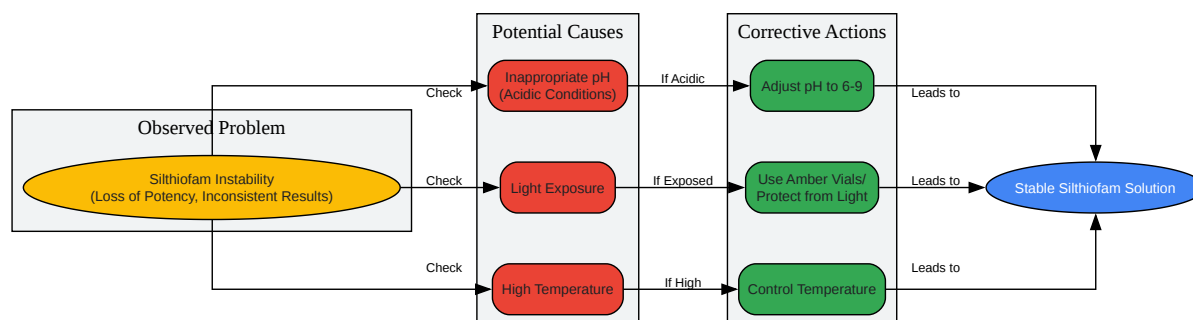 Potential Causes
Corrective Actions
Inappropriate pH
(Acidic Conditions)
If Acidic
Adjust pH to 6-9
Check
Leads to
Observed Problem
Silthiofam Instability
(Loss of Potency, Inconsistent Results)
Check
Light Exposure
If Exposed
Use Amber Vials/
Protect from Light
Leads to
Stable Silthiofam Solution
Check
High Temperature
If High
Control Temperature
Leads to